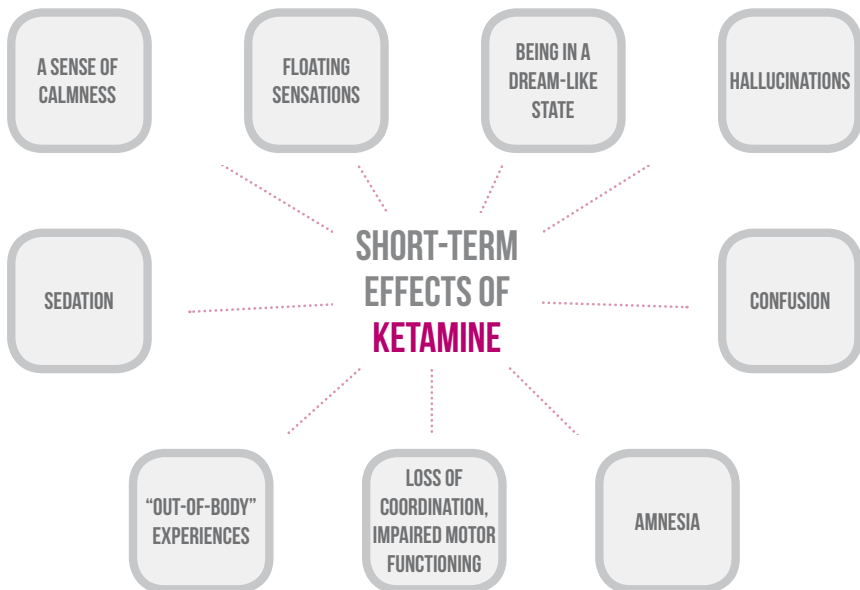 A SENSE OF
CALMNESS
FLOATING
SENSATIONS
BEING IN A
DREAM-LIKE
STATE
HALLUCINATIONS
SEDATION
SHORT-TERM
EFFECTS OF
KETAMINE
CONFUSION
“OUT-OF-BODY”
EXPERIENCES
LOSS OF
COORDINATION,
IMPAIRED MOTOR
FUNCTIONING
AMNESIA